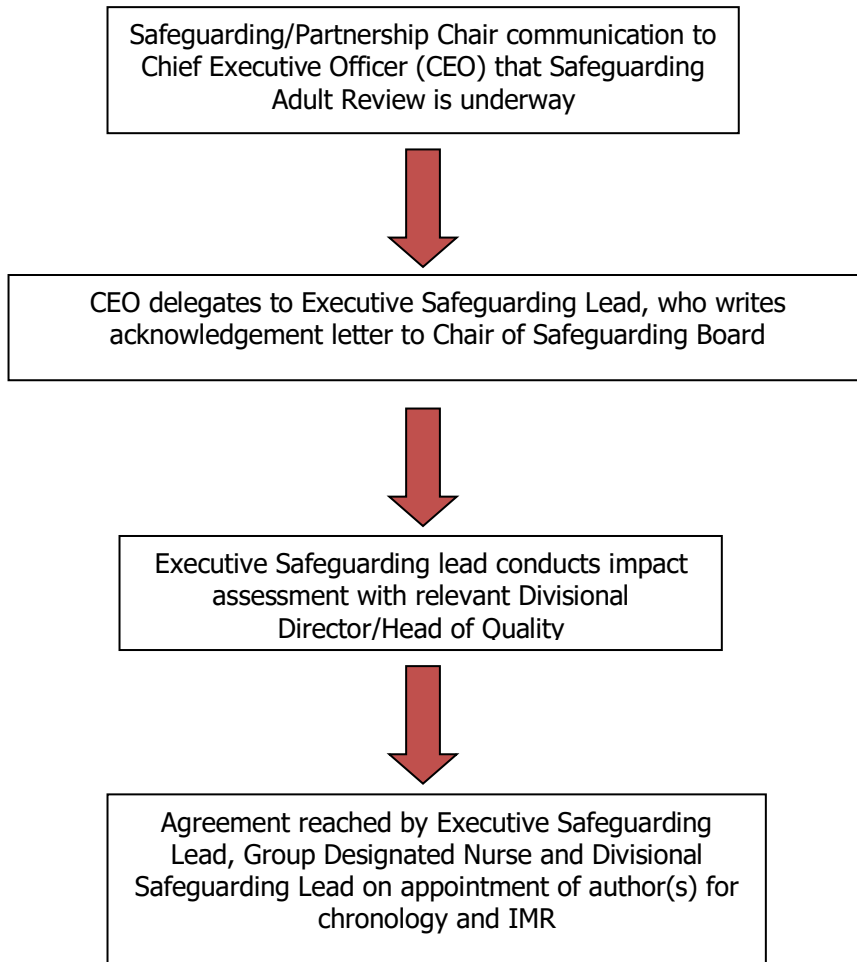 Safeguarding/Partnership Chair communication to
Chief Executive Officer (CEO) that Safeguarding
Adult Review is underway
CEO delegates to Executive Safeguarding Lead, who writes
acknowledgement letter to Chair of Safeguarding Board
Executive Safeguarding lead conducts impact
assessment with relevant Divisional
Director/Head of Quality
Agreement reached by Executive Safeguarding
Lead, Group Designated Nurse and Divisional
Safeguarding Lead on appointment of author(s) for
chronology and IMR